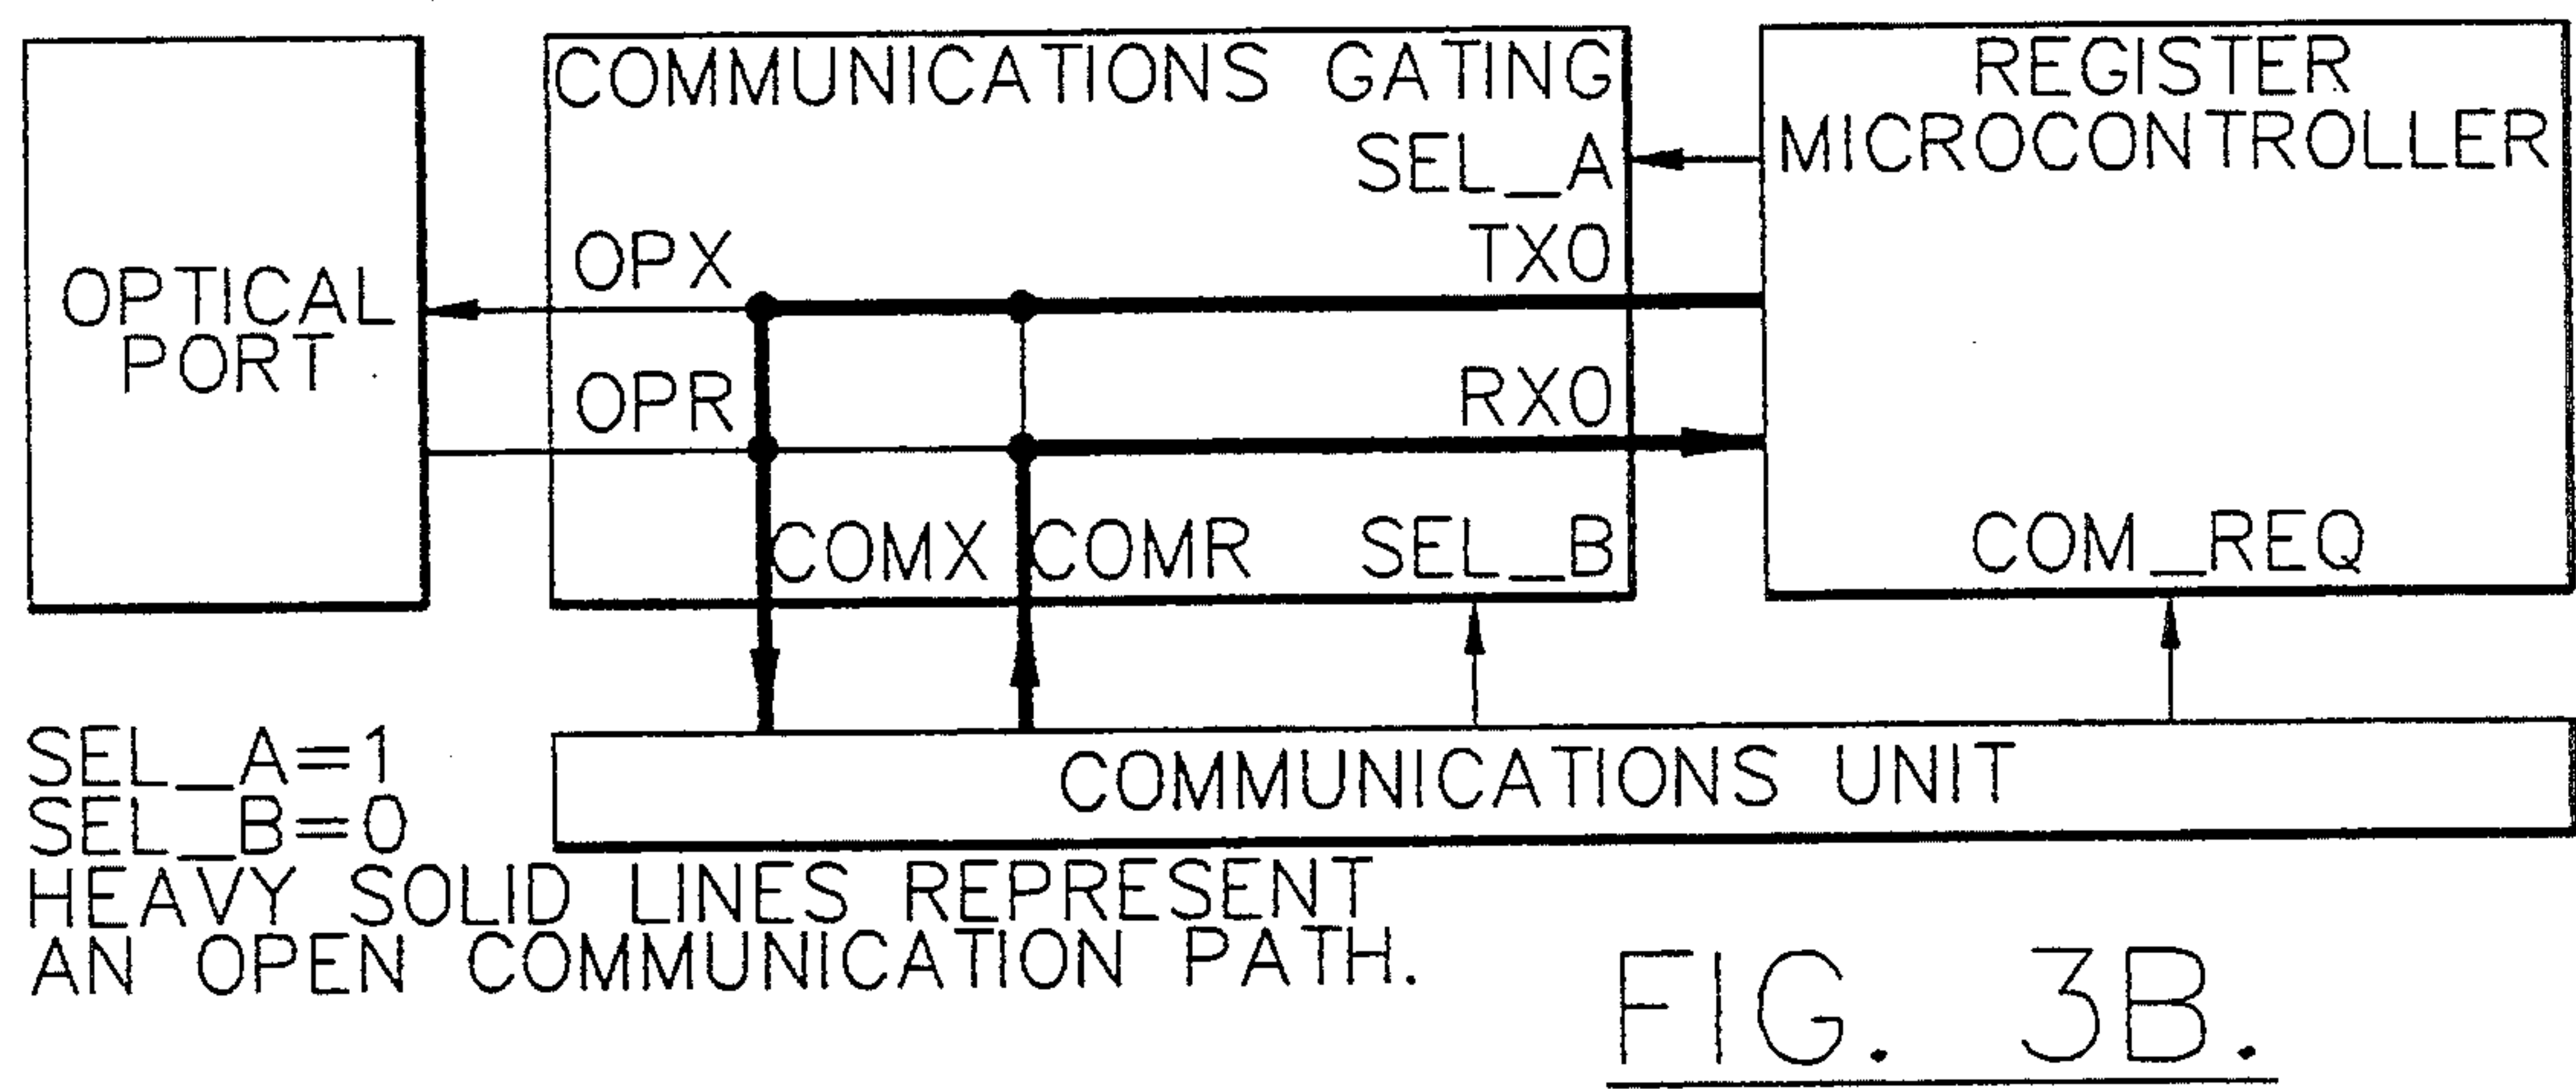 COMMUNICATIONS GATING
REGISTER
MICROCONTROLLER
SEL_A
OPX
TX0
OPTICAL
PORT
OPR
RX0
COMX
COMR
SEL_B
COM_REQ
SEL_A=1
SEL_B=0
COMMUNICATIONS UNIT
HEAVY SOLID LINES REPRESENT
AN OPEN COMMUNICATION PATH.
FIG. 3B.